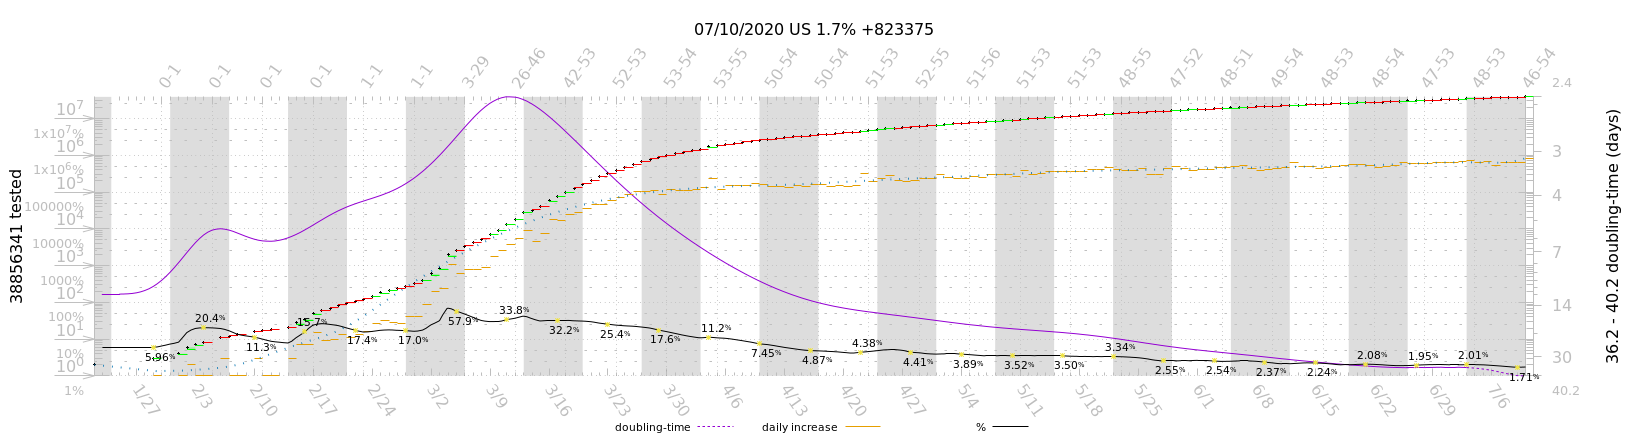 07/10/2020 US 1.7% +823375
0-1 0-1 0-1 0-1 1-1 1-1 3-29 26-46 42-53 52-53 53-54 53-55 50-54 50-54 51-53 51-55 51-56 51-53 51-53 48-55 47-52 48-51 49-54 48-53 48-54 47-53 48-53 46-54
38856341 tested
10⁷
1x10⁷%
10⁶
1x10⁶%
10⁵
100000%
10⁴
10000%
10³
1000%
10²
100%
10¹
10%
10⁰
1%
5.96% 20.4% 11.3% 17.4% 17.0% 57.9% 33.8% 32.2% 25.4% 17.6% 11.2% 7.45% 4.87% 4.38% 4.41% 3.89% 3.52% 3.50% 3.34% 2.55% 2.54% 2.37% 2.24% 2.08% 1.95% 2.01% 1.71%
2.4
3
4
7
14
30
40.2
36.2 - 40.2 doubling-time (days)
1/27 2/3 2/10 2/17 2/24 3/2 3/9 3/16 3/23 3/30 4/6 4/13 4/20 4/27 5/4 5/11 5/18 5/25 6/1 6/8 6/15 6/22 6/29 7/6
doubling-time daily increase %